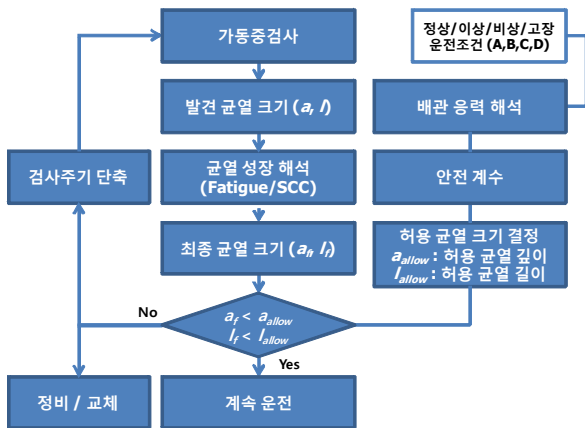 가동중검사
정상/이상/비상/고장
운전조건 (A,B,C,D)
발견 균열 크기 (a, l)
배관 응력 해석
검사주기 단축
균열 성장 해석
(Fatigue/SCC)
안전 계수
최종 균열 크기 (af, lf)
허용 균열 크기 결정
aallow : 허용 균열 깊이
lallow : 허용 균열 길이
No
af < aallow
lf < lallow
Yes
정비 / 교체
계속 운전